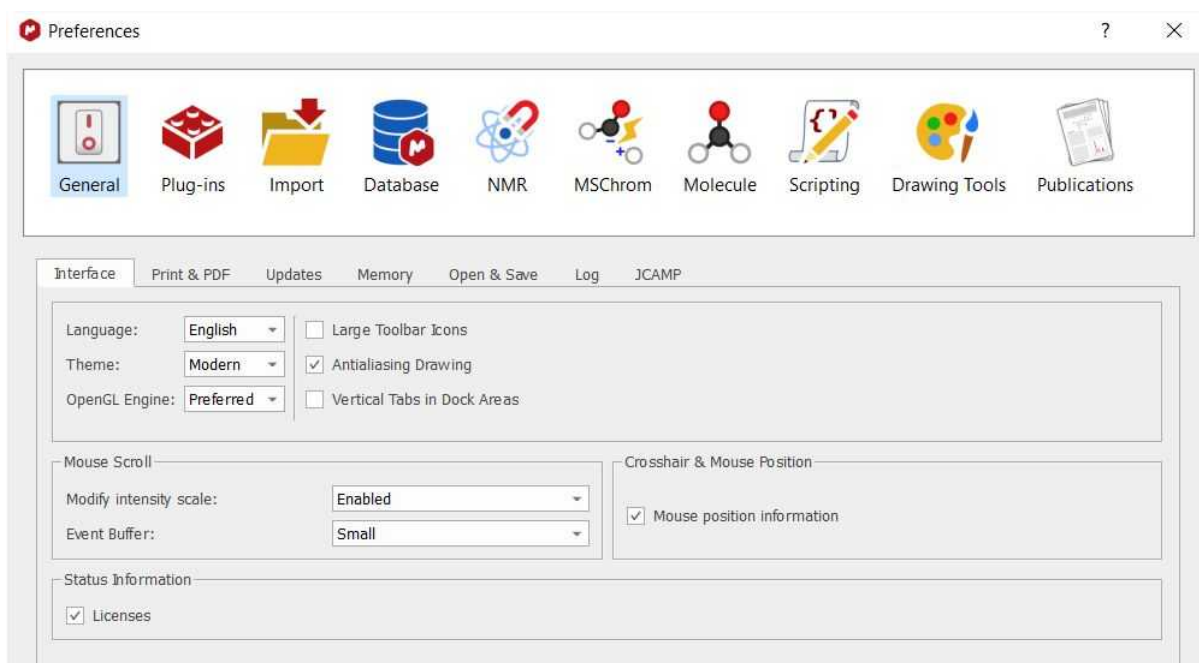 Preferences ?
General Plug-ins Import Database NMR MSChrom Molecule Scripting Drawing Tools Publications
Interface Print & PDF Updates Memory Open & Save Log JCAMP
Language: English Large Toolbar Icons
Theme: Modern Antialiasing Drawing
OpenGL Engine: Preferred Vertical Tabs in Dock Areas
Mouse Scroll Crosshair & Mouse Position
Modify intensity scale: Enabled
Mouse position information
Event Buffer: Small
Status Information
Licenses